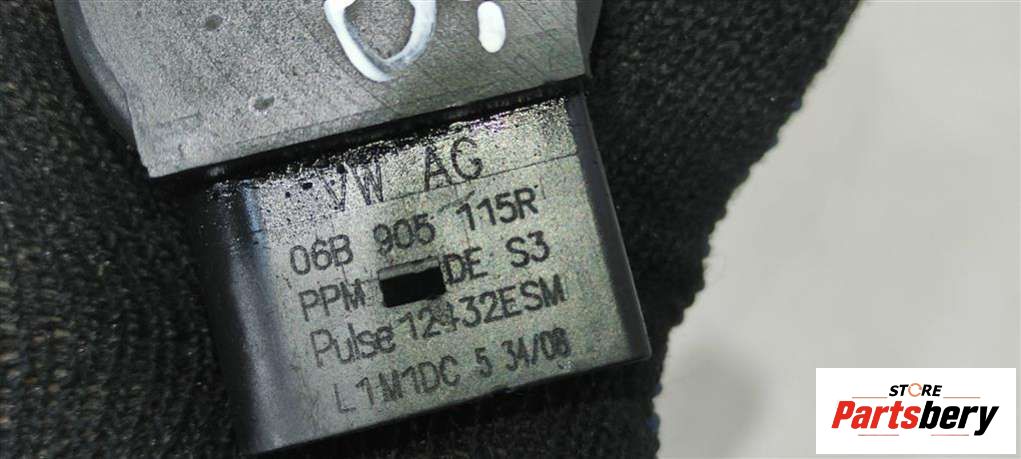 VW AG
06B 905 115R
PPM DE S3
Pulse 12432ESM
L1M1DC 5 34/08
STORE
Partsbery